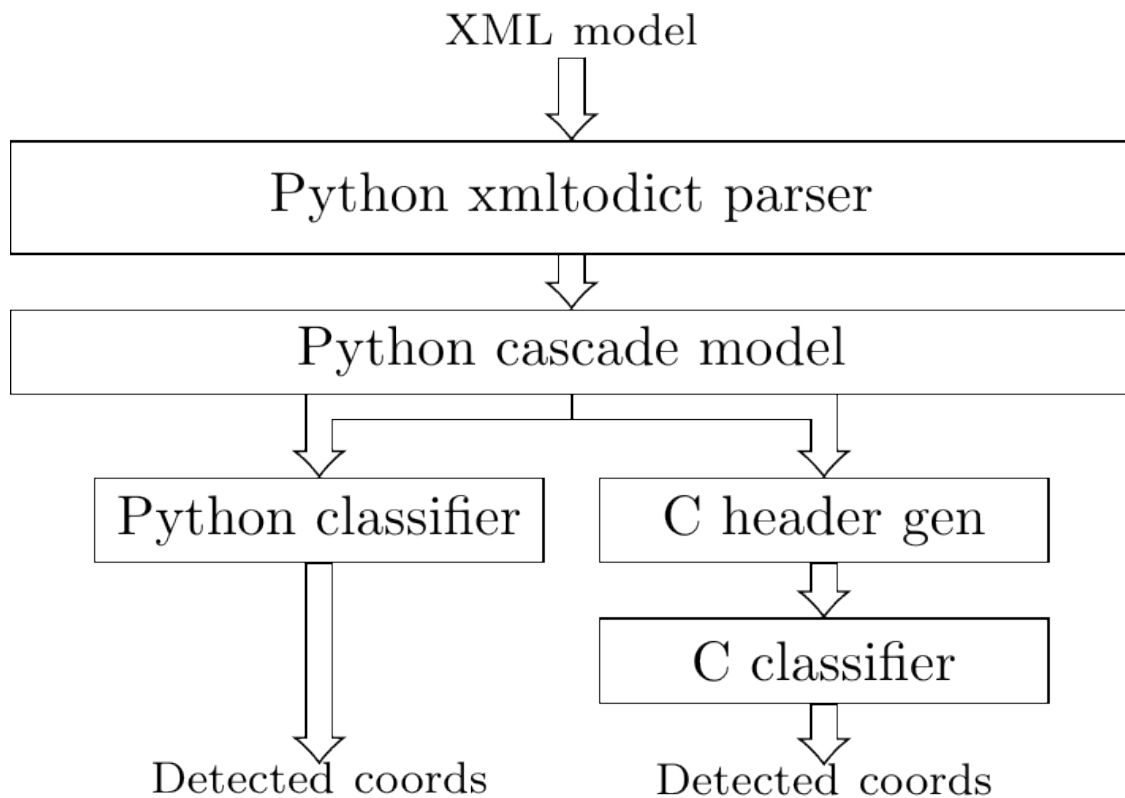 XML model
Python xmltodict parser
Python cascade model
Python classifier
C header gen
C classifier
Detected coords
Detected coords